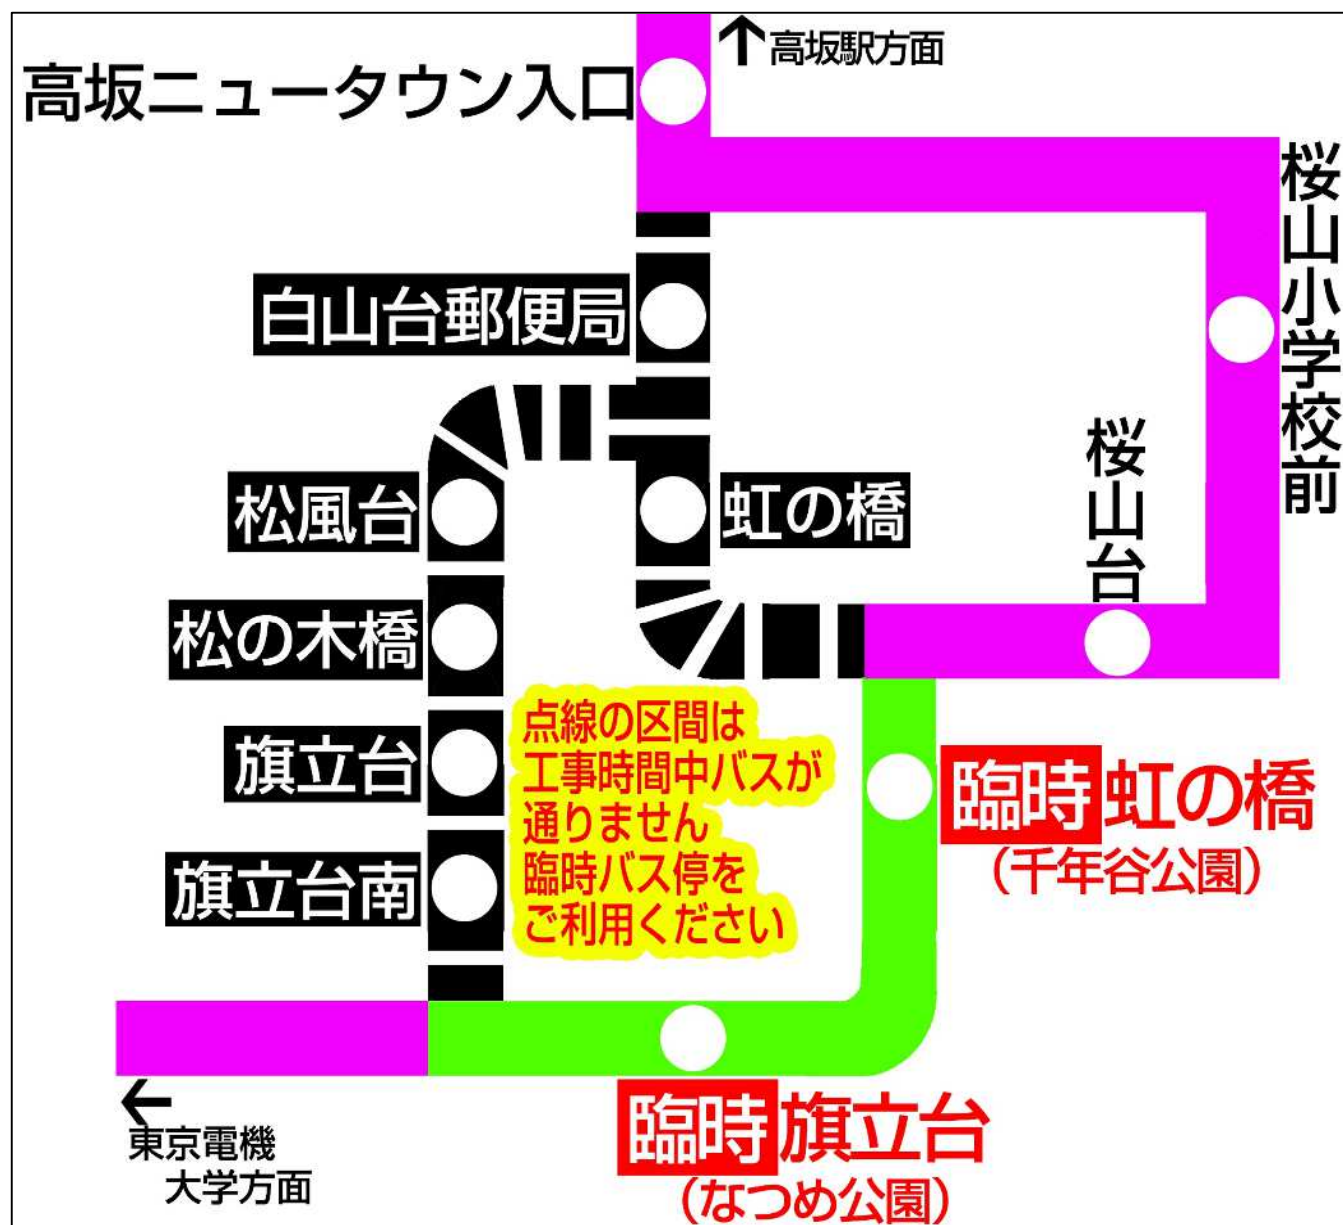 ↑高坂駅方面
高坂ニュータウン入口
桜山小学校前
白山台郵便局
桜山台
松風台
虹の橋
松の木橋
点線の区間は
工事時間中バスが
通りません
臨時バス停を
ご利用ください
旗立台
臨時虹の橋
（千年谷公園）
旗立台南
臨時旗立台
（なつめ公園）
←
東京電機
大学方面